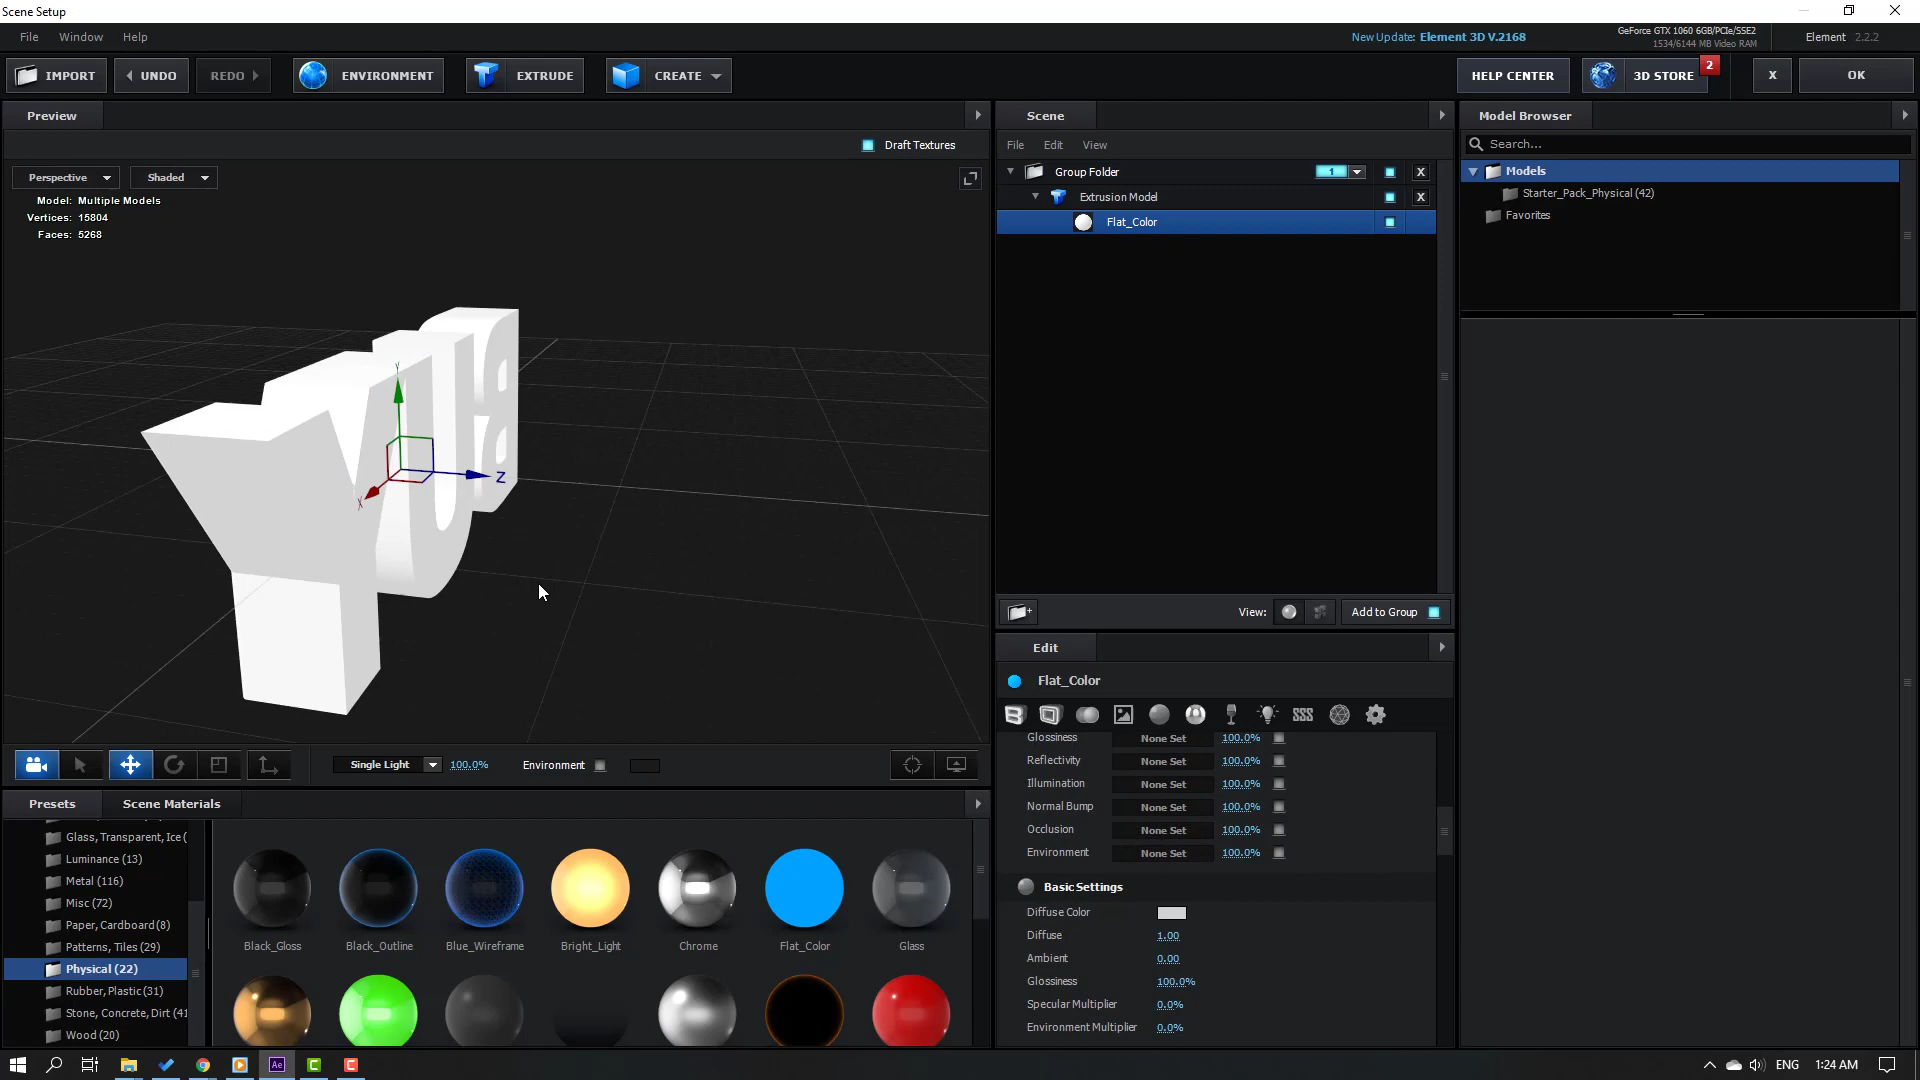 Scene Setup
File Window Help
New Update: Element 3D V.2168
GeForce GTX 1060 6GB/PCIe/SSE2
1534/6144 MB Video RAM
Element 2.2.2
IMPORT UNDO REDO ENVIRONMENT EXTRUDE CREATE HELP CENTER 3D STORE 2 X OK
Preview
Draft Textures
Perspective Shaded
Model: Multiple Models
Vertices: 15804
Faces: 5268
Y
Z
X
YOUR
Single Light 100.0% Environment
Scene
File Edit View
Group Folder 1 X
Extrusion Model X
Flat_Color
View: Add to Group
Model Browser
Search...
Models
Starter_Pack_Physical (42)
Favorites
Edit
Flat_Color
Glossiness None Set 100.0%
Reflectivity None Set 100.0%
Illumination None Set 100.0%
Normal Bump None Set 100.0%
Occlusion None Set 100.0%
Environment None Set 100.0%
Basic Settings
Diffuse Color
Diffuse 1.00
Ambient 0.00
Glossiness 100.0%
Specular Multiplier 0.0%
Environment Multiplier 0.0%
Presets Scene Materials
Glass, Transparent, Ice (
Luminance (13)
Metal (116)
Misc (72)
Paper, Cardboard (8)
Patterns, Tiles (29)
Physical (22)
Rubber, Plastic (31)
Stone, Concrete, Dirt (41
Wood (20)
Black_Gloss Black_Outline Blue_Wireframe Bright_Light Chrome Flat_Color Glass
Ae C C
ENG 1:24 AM